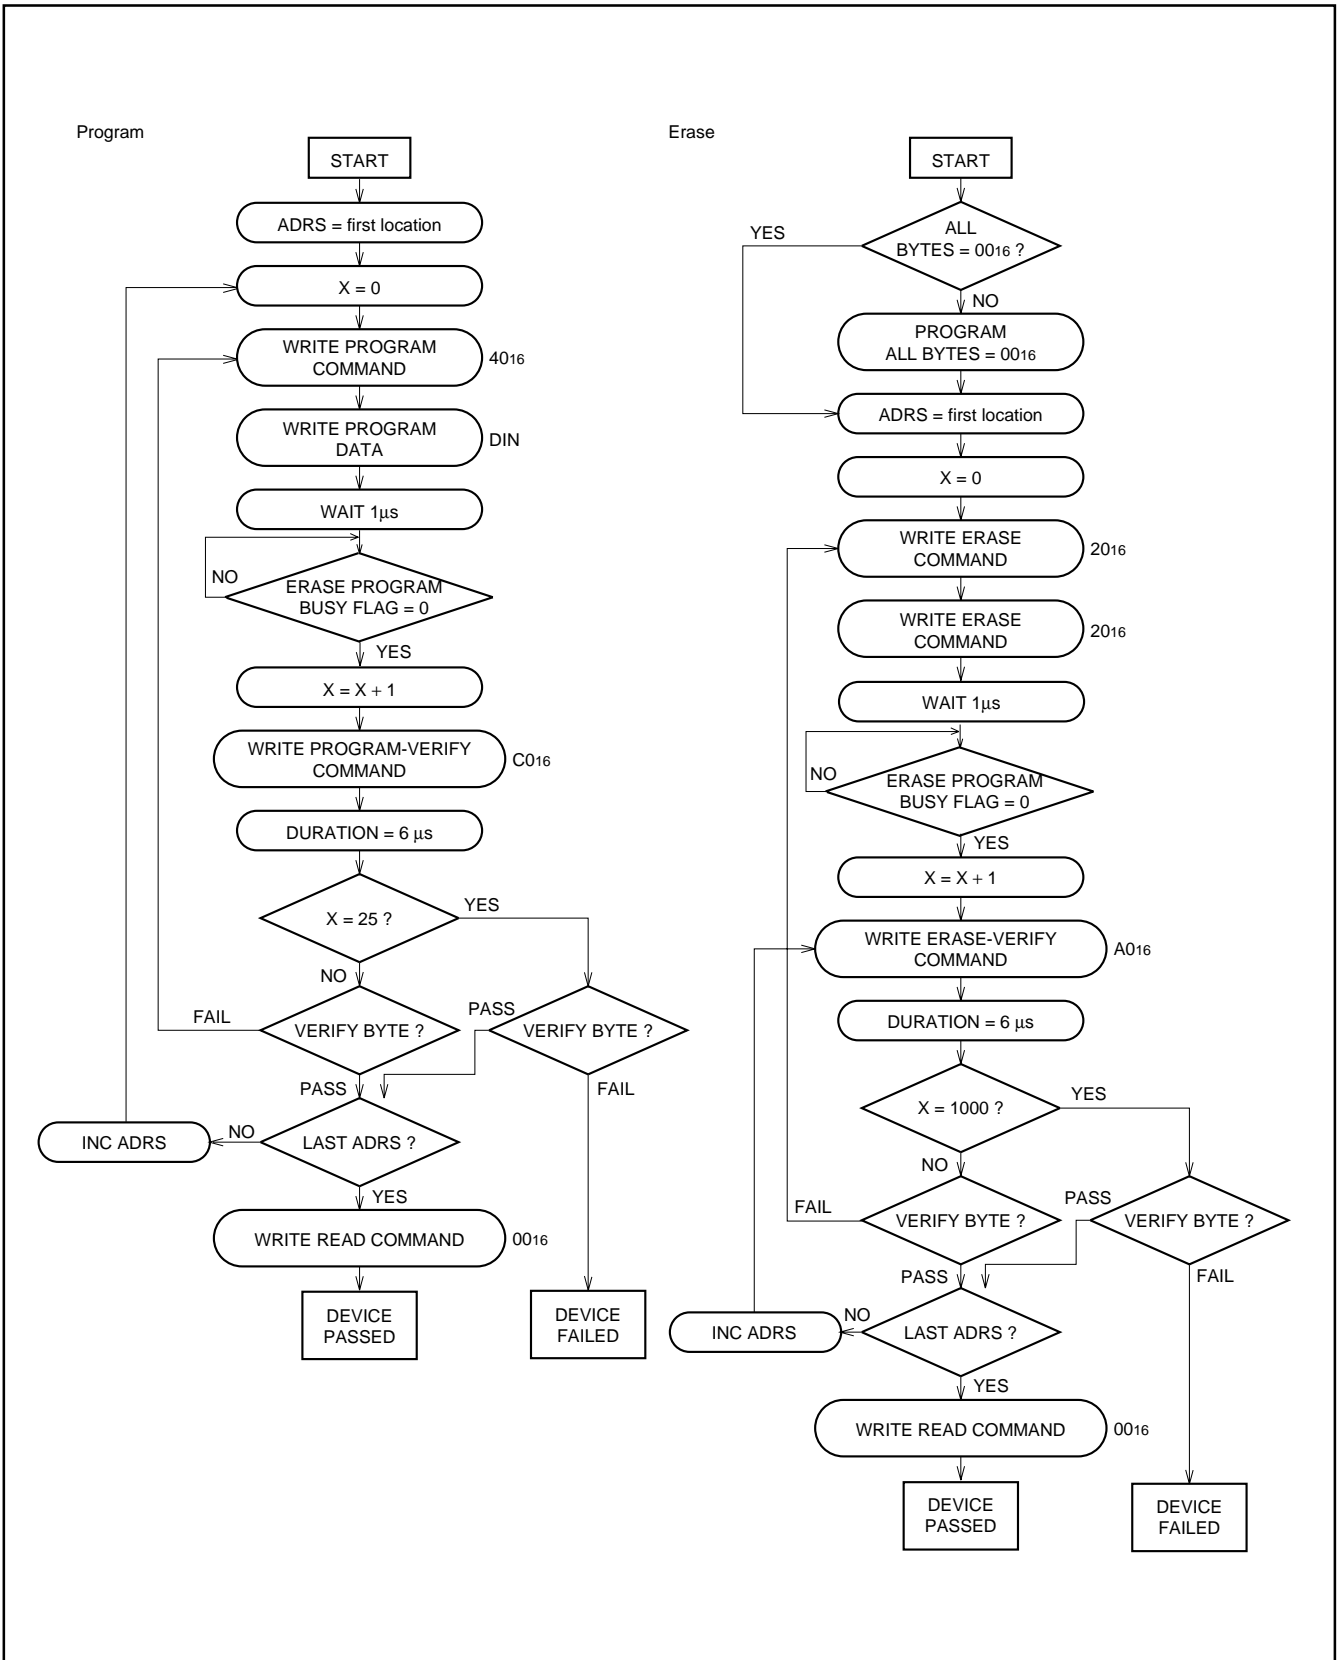 Program
START
ADRS = first location
X = 0
WRITE PROGRAM
COMMAND
4016
WRITE PROGRAM
DATA
DIN
WAIT 1μs
NO
ERASE PROGRAM
BUSY FLAG = 0
YES
X = X + 1
WRITE PROGRAM-VERIFY
COMMAND
C016
DURATION = 6 μs
X = 25 ?
YES
NO
FAIL
VERIFY BYTE ?
PASS
VERIFY BYTE ?
PASS
FAIL
INC ADRS
NO
LAST ADRS ?
YES
WRITE READ COMMAND
0016
DEVICE
PASSED
DEVICE
FAILED
Erase
START
YES
ALL
BYTES = 0016 ?
NO
PROGRAM
ALL BYTES = 0016
ADRS = first location
X = 0
WRITE ERASE
COMMAND
2016
WRITE ERASE
COMMAND
2016
WAIT 1μs
NO
ERASE PROGRAM
BUSY FLAG = 0
YES
X = X + 1
WRITE ERASE-VERIFY
COMMAND
A016
DURATION = 6 μs
X = 1000 ?
YES
NO
FAIL
VERIFY BYTE ?
PASS
VERIFY BYTE ?
PASS
FAIL
INC ADRS
NO
LAST ADRS ?
YES
WRITE READ COMMAND
0016
DEVICE
PASSED
DEVICE
FAILED